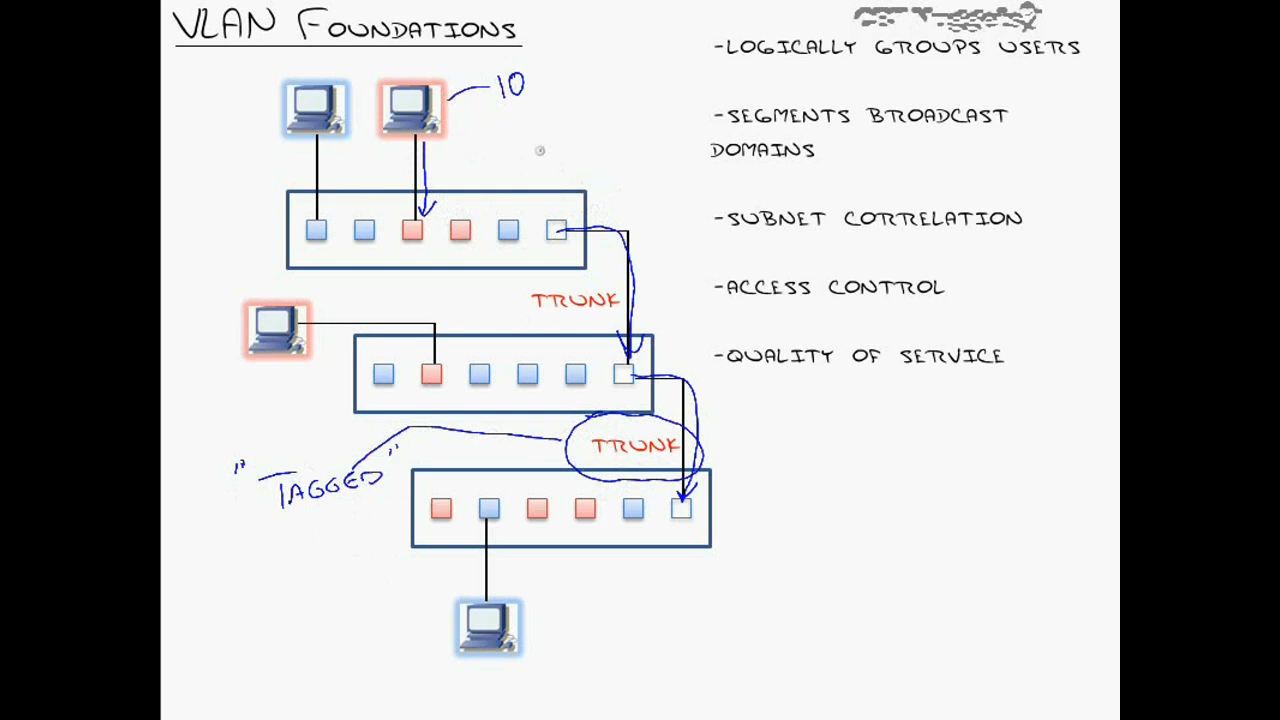 VLAN FOUNDATIONS
10
TRUNK
TRUNK
"TAGGED"
-LOGICALLY GROUPS USERS
-SEGMENTS BROADCAST
DOMAINS
-SUBNET CORRELATION
-ACCESS CONTROL
-QUALITY OF SERVICE